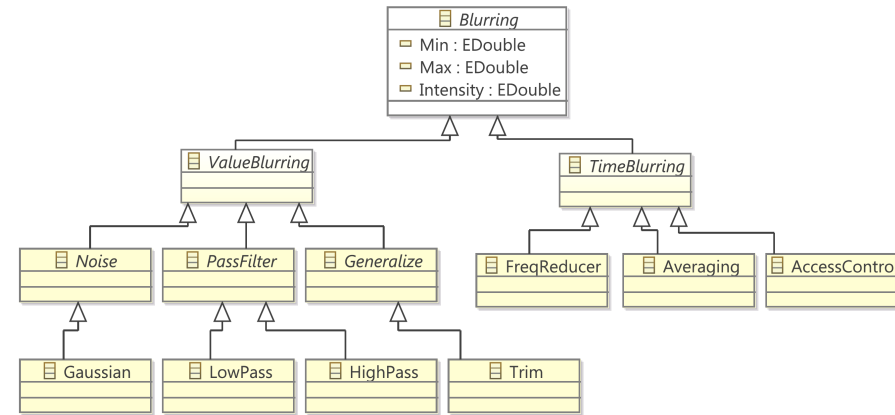 Blurring
Min : EDouble
Max : EDouble
Intensity : EDouble
ValueBlurring
TimeBlurring
Noise
PassFilter
Generalize
FreqReducer
Averaging
AccessContro
Gaussian
LowPass
HighPass
Trim